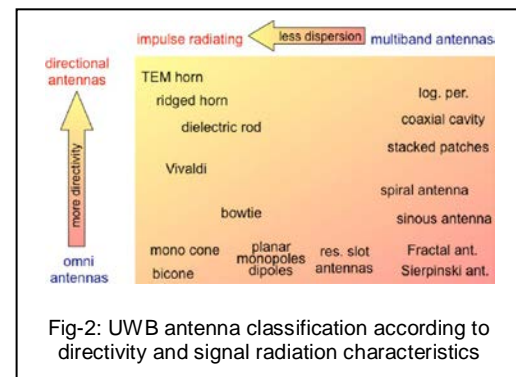 impulse radiating less dispersion multiband antennas
directional
antennas
more directivity
omni
antennas
TEM horn
ridged horn
dielectric rod
Vivaldi
bowtie
mono cone
bicone
planar
monopoles
dipoles
res. slot
antennas
log. per.
coaxial cavity
stacked patches
spiral antenna
sinous antenna
Fractal ant.
Sierpinski ant.
Fig-2: UWB antenna classification according to
directivity and signal radiation characteristics